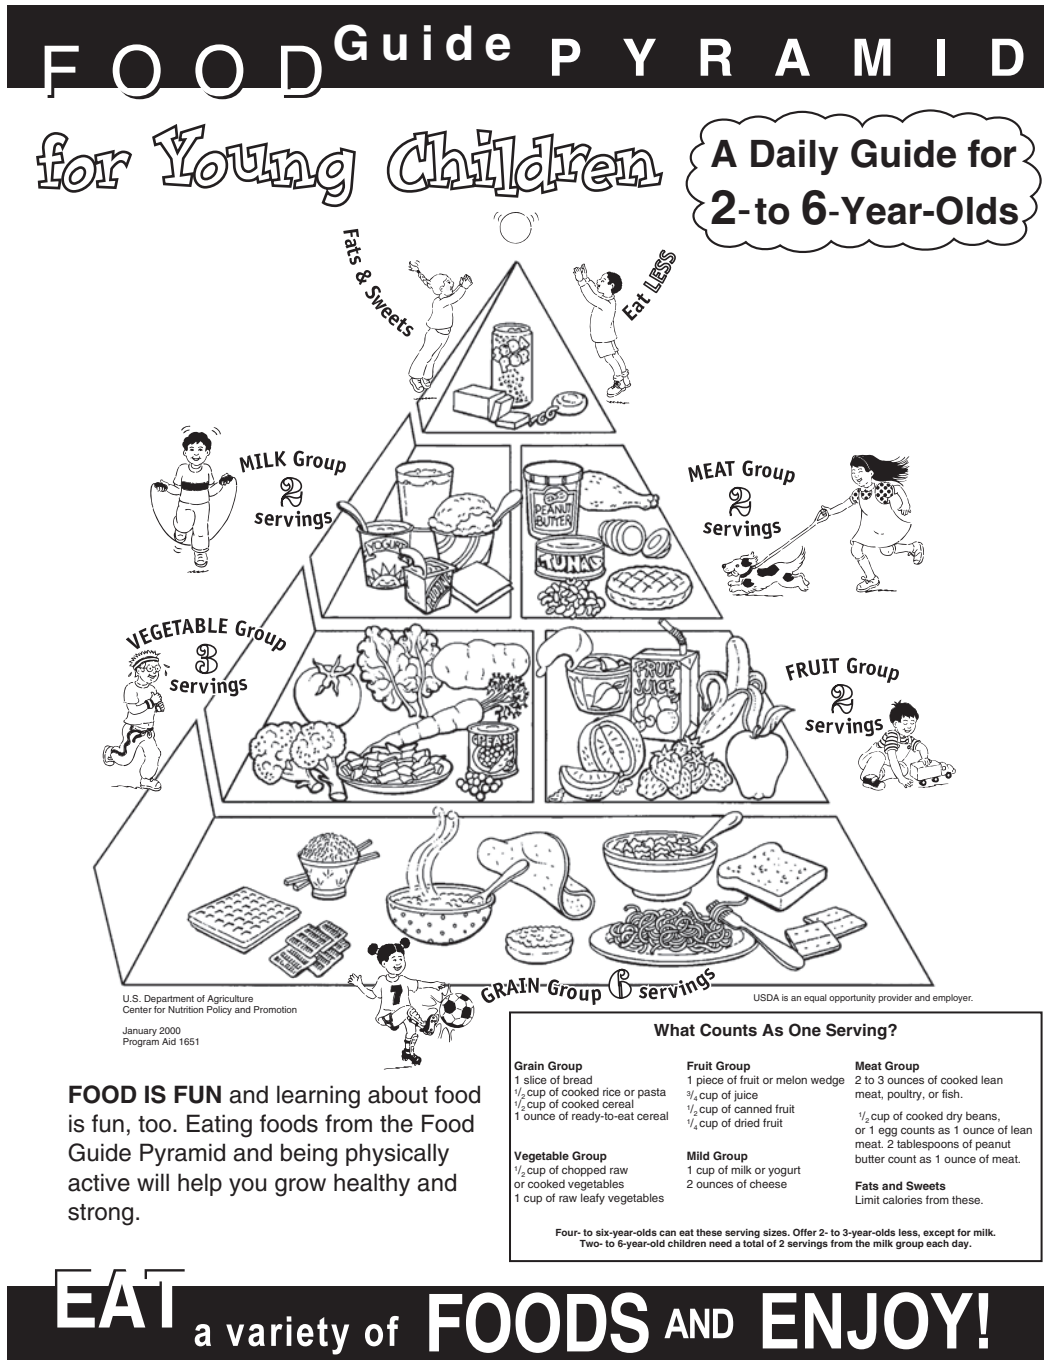 FOOD Guide PYRAMID
for Young Children
A Daily Guide for
2-to 6-Year-Olds
Fats & Sweets
Eat LESS
SODA
POP
MILK Group
2
servings
MEAT Group
2
servings
PEANUT
BUTTER
YOGURT
TUNA
VEGETABLE Group
3
servings
FRUIT Group
2
servings
FRUIT
JUICE
7
GRAIN Group 6 servings
U.S. Department of Agriculture
Center for Nutrition Policy and Promotion
January 2000
Program Aid 1651
USDA is an equal opportunity provider and employer.
FOOD IS FUN and learning about food
is fun, too. Eating foods from the Food
Guide Pyramid and being physically
active will help you grow healthy and
strong.
What Counts As One Serving?
Grain Group
1 slice of bread
1/2 cup of cooked rice or pasta
1/2 cup of cooked cereal
1 ounce of ready-to-eat cereal
Vegetable Group
1/2 cup of chopped raw
or cooked vegetables
1 cup of raw leafy vegetables
Fruit Group
1 piece of fruit or melon wedge
3/4 cup of juice
1/2 cup of canned fruit
1/4 cup of dried fruit
Mild Group
1 cup of milk or yogurt
2 ounces of cheese
Meat Group
2 to 3 ounces of cooked lean
meat, poultry, or fish.
1/2 cup of cooked dry beans,
or 1 egg counts as 1 ounce of lean
meat. 2 tablespoons of peanut
butter count as 1 ounce of meat.
Fats and Sweets
Limit calories from these.
Four- to six-year-olds can eat these serving sizes. Offer 2- to 3-year-olds less, except for milk.
Two- to 6-year-old children need a total of 2 servings from the milk group each day.
EAT a variety of FOODS AND ENJOY!